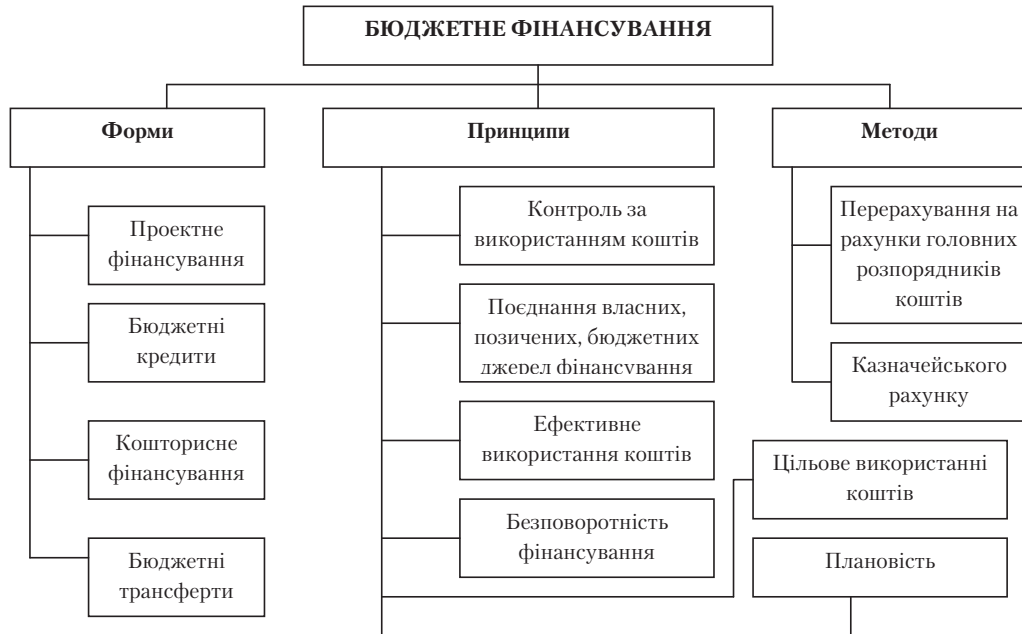 БЮДЖЕТНЕ ФІНАНСУВАННЯ
Форми
Проектне
фінансування
Бюджетні
кредити
Кошторисне
фінансування
Бюджетні
трансферти
Принципи
Контроль за
використанням коштів
Поєднання власних,
позичених, бюджетних
джерел фінансування
Ефективне
використання коштів
Безповоротність
фінансування
Цільове використанні
коштів
Плановість
Методи
Перерахування на
рахунки головних
розпорядників
коштів
Казначейського
рахунку